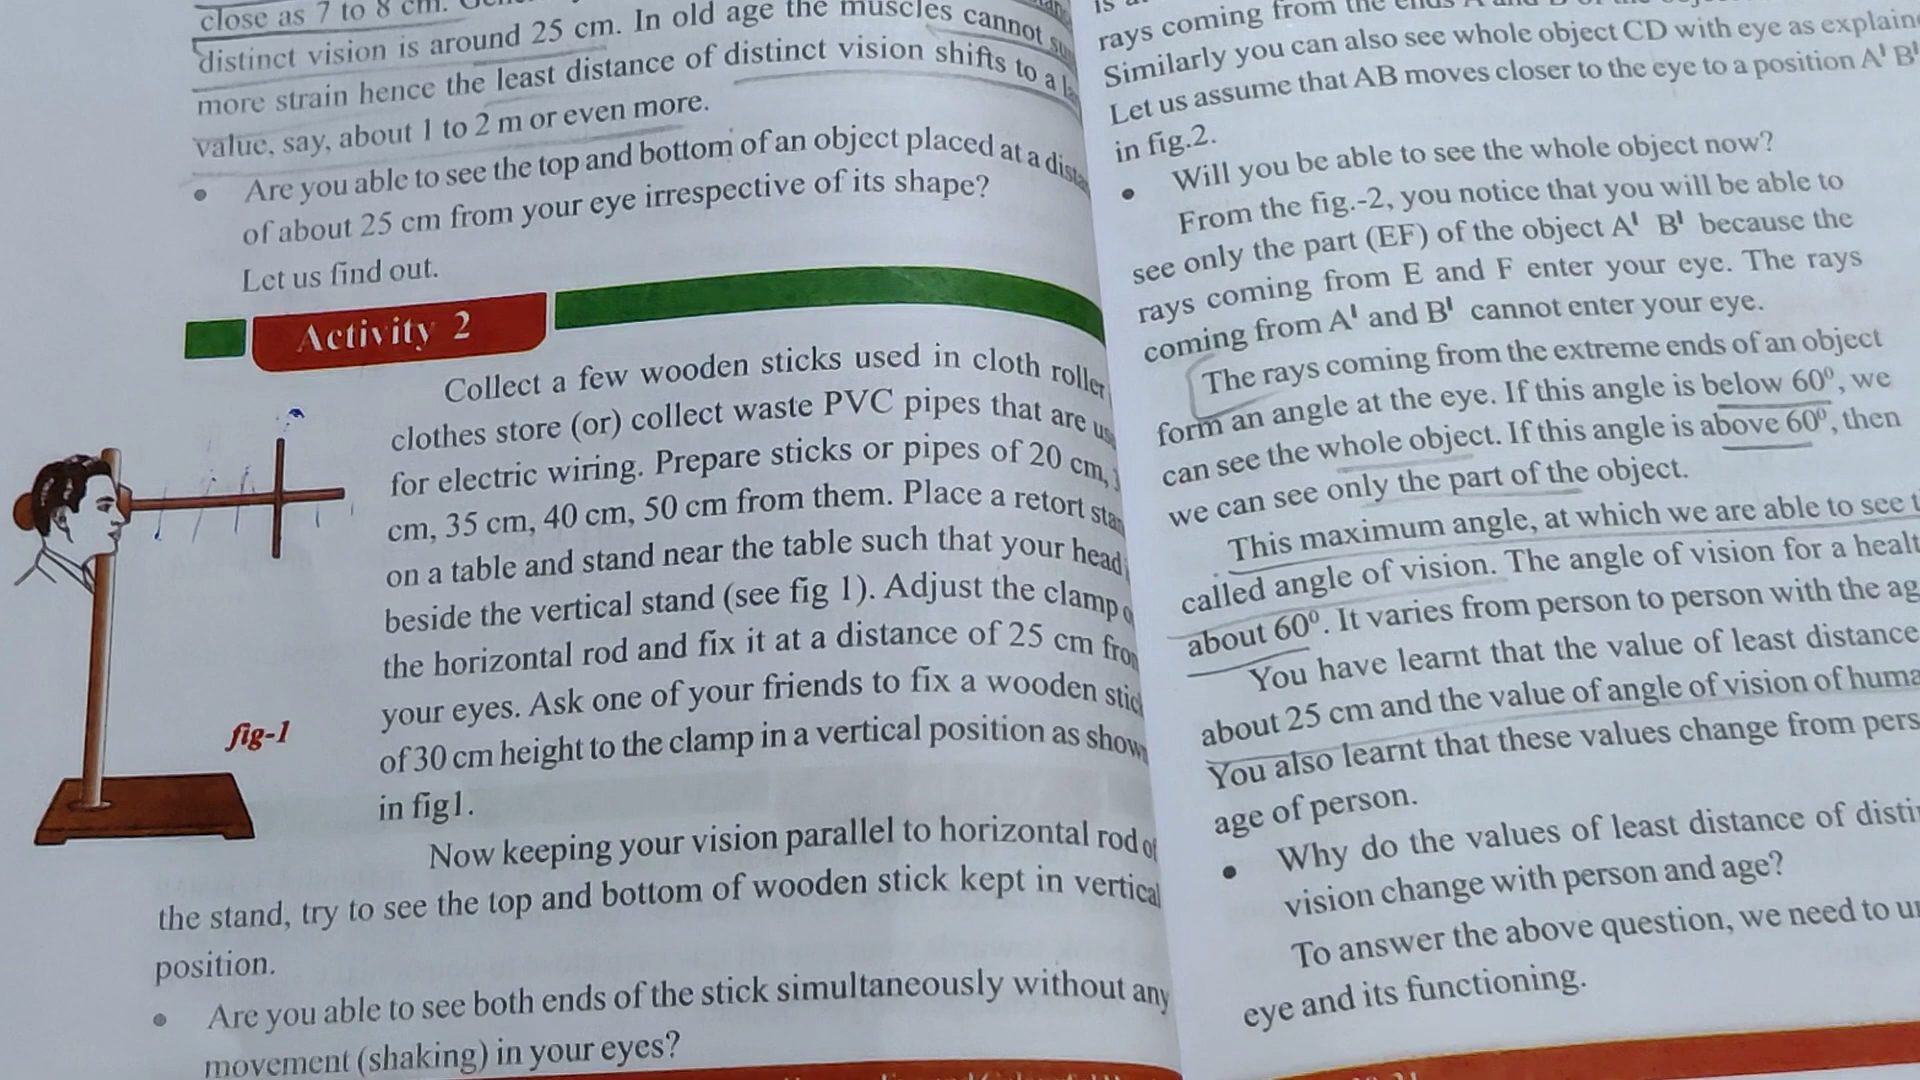 close as 7 to 8 cm.
distinct vision is around 25 cm. In old age the muscles cannot
more strain hence the least distance of distinct vision shifts to a
value, say, about 1 to 2 m or even more.
• Are you able to see the top and bottom of an object placed at a
of about 25 cm from your eye irrespective of its shape?
Let us find out.
Activity 2
Collect a few wooden sticks used in cloth roller
clothes store (or) collect waste PVC pipes that are
for electric wiring. Prepare sticks or pipes of 20 cm,
cm, 35 cm, 40 cm, 50 cm from them. Place a retort
on a table and stand near the table such that your head
beside the vertical stand (see fig 1). Adjust the clamp
the horizontal rod and fix it at a distance of 25 cm
your eyes. Ask one of your friends to fix a wooden
of 30 cm height to the clamp in a vertical position as
in fig1.
fig-1
Now keeping your vision parallel to horizontal rod
the stand, try to see the top and bottom of wooden stick kept in vertical
position.
• Are you able to see both ends of the stick simultaneously without any
movement (shaking) in your eyes?
rays coming from the ends A and
Similarly you can also see whole object CD with eye as
Let us assume that AB moves closer to the eye to a position A' B'
in fig.2.
• Will you be able to see the whole object now?
From the fig.-2, you notice that you will be able to
see only the part (EF) of the object A' B' because the
rays coming from E and F enter your eye. The rays
coming from A' and B' cannot enter your eye.
The rays coming from the extreme ends of an object
form an angle at the eye. If this angle is below 60⁰, we
can see the whole object. If this angle is above 60⁰, then
we can see only the part of the object.
This maximum angle, at which we are able to see
called angle of vision. The angle of vision for a
about 60⁰. It varies from person to person with the
You have learnt that the value of least distance
about 25 cm and the value of angle of vision of
You also learnt that these values change from
age of person.
• Why do the values of least distance of
vision change with person and age?
To answer the above question, we need to
eye and its functioning.